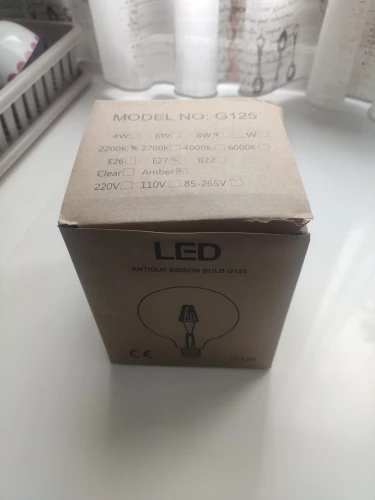 MODEL NO: G125
4W 6W 8W W
2200K 2700K 4000K 6000K
E26 E27 B22
Clear Amber
220V 110V 85-265V
LED
ANTIQUE EDISON BULB G125
CE G125